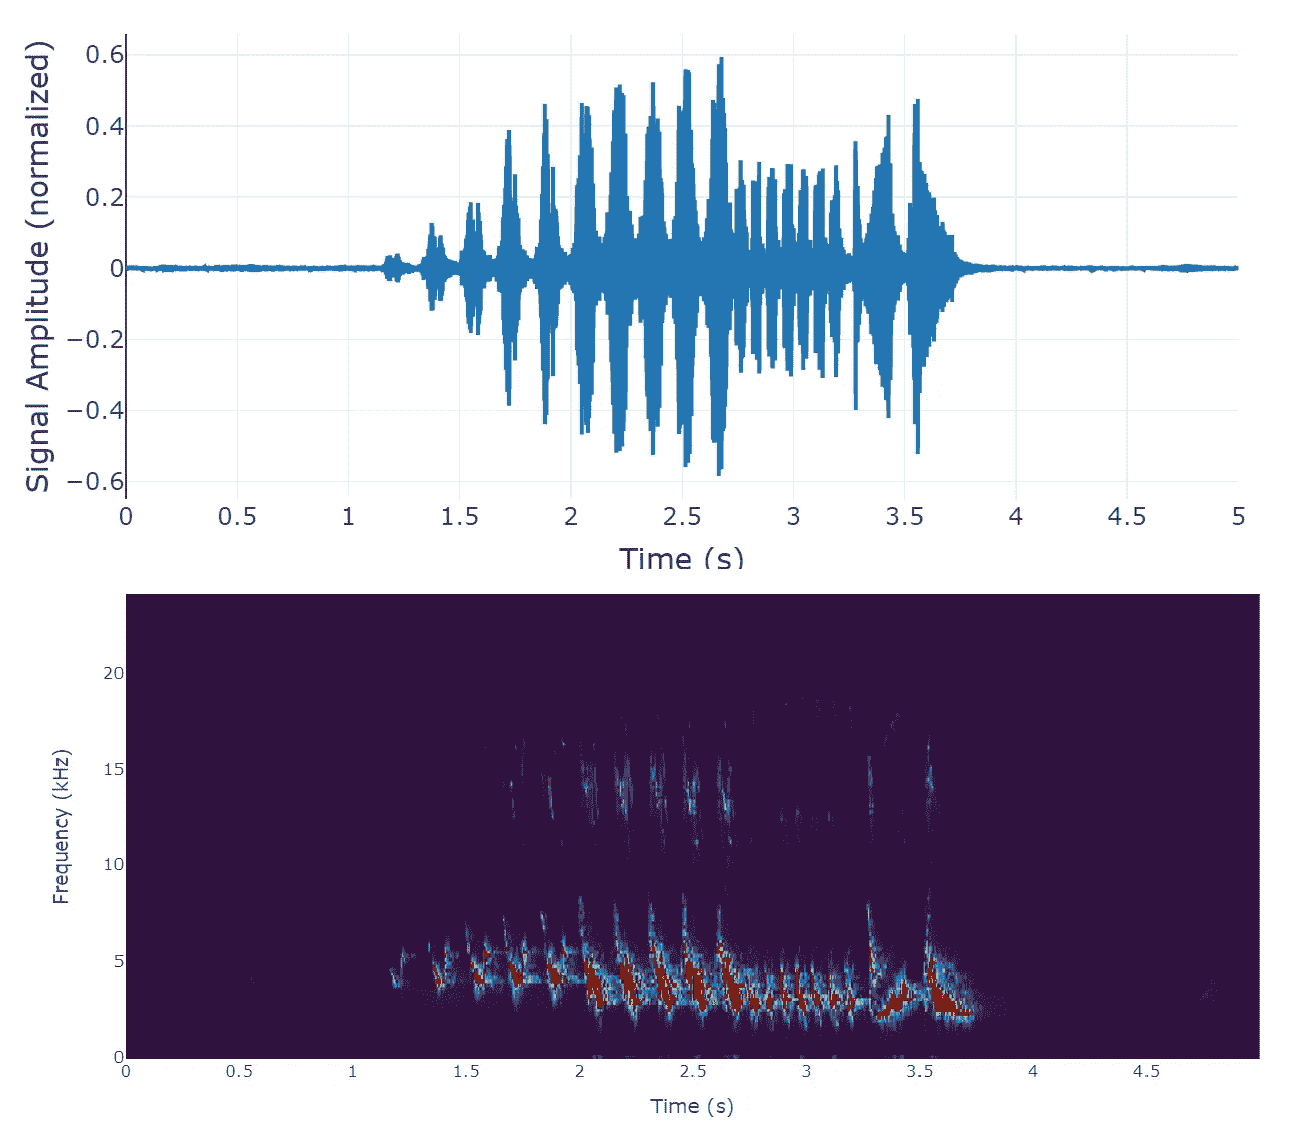 Signal Amplitude (normalized)
0.6
0.4
0.2
0
−0.2
−0.4
−0.6
0 0.5 1 1.5 2 2.5 3 3.5 4 4.5 5
Time (s)
Frequency (kHz)
20
15
10
5
0
0 0.5 1 1.5 2 2.5 3 3.5 4 4.5
Time (s)